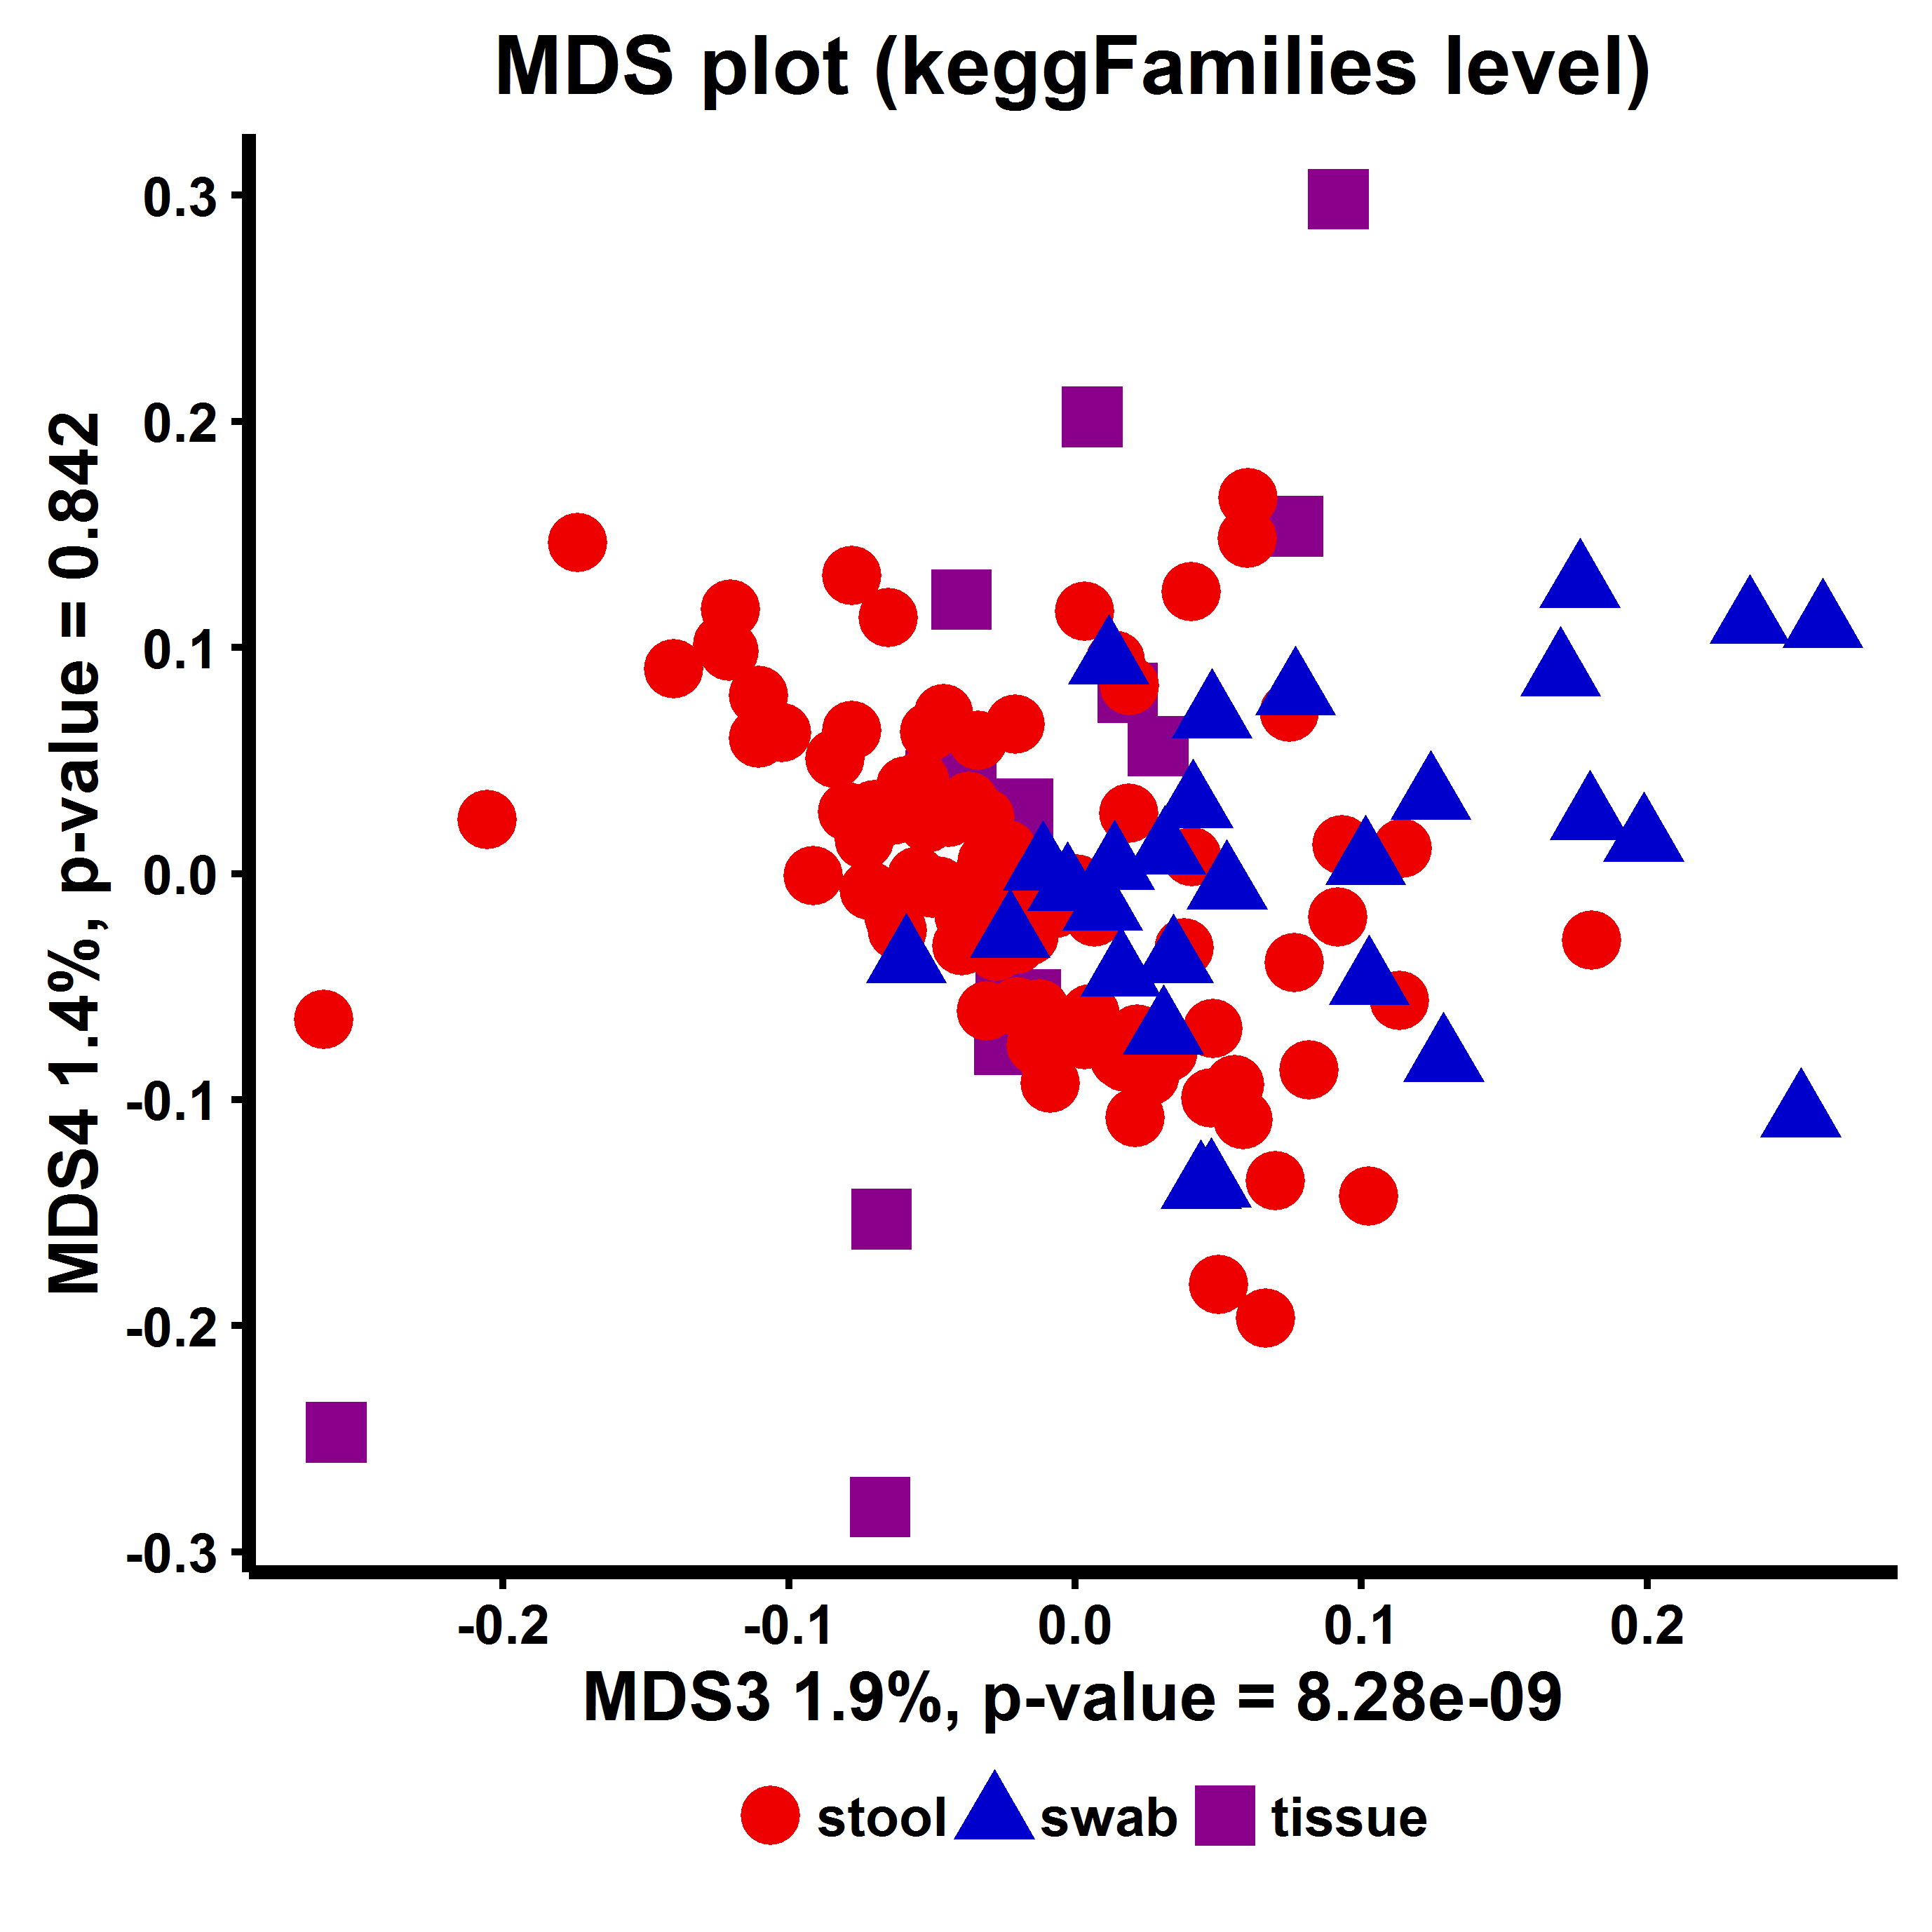 MDS plot (keggFamilies level)
MDS4 1.4%, p-value = 0.842
0.3
0.2
0.1
0.0
-0.1
-0.2
-0.3
-0.2 -0.1 0.0 0.1 0.2
MDS3 1.9%, p-value = 8.28e-09
stool swab tissue